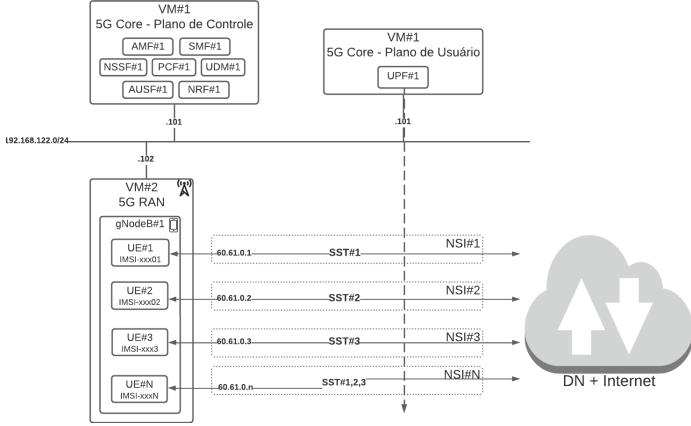 VM#1
5G Core - Plano de Controle
AMF#1 SMF#1
NSSF#1 PCF#1 UDM#1
AUSF#1 NRF#1
.101
VM#1
5G Core - Plano de Usuário
UPF#1
.101
192.168.122.0/24
.102
VM#2
5G RAN
gNodeB#1
UE#1
IMSI-xxx01
60.61.0.1 SST#1 NSI#1
UE#2
IMSI-xxx02
60.61.0.2 SST#2 NSI#2
UE#3
IMSI-xxx3
60.61.0.3 SST#3 NSI#3
UE#N
IMSI-xxxN
60.61.0.n SST#1,2,3 NSI#N
DN + Internet